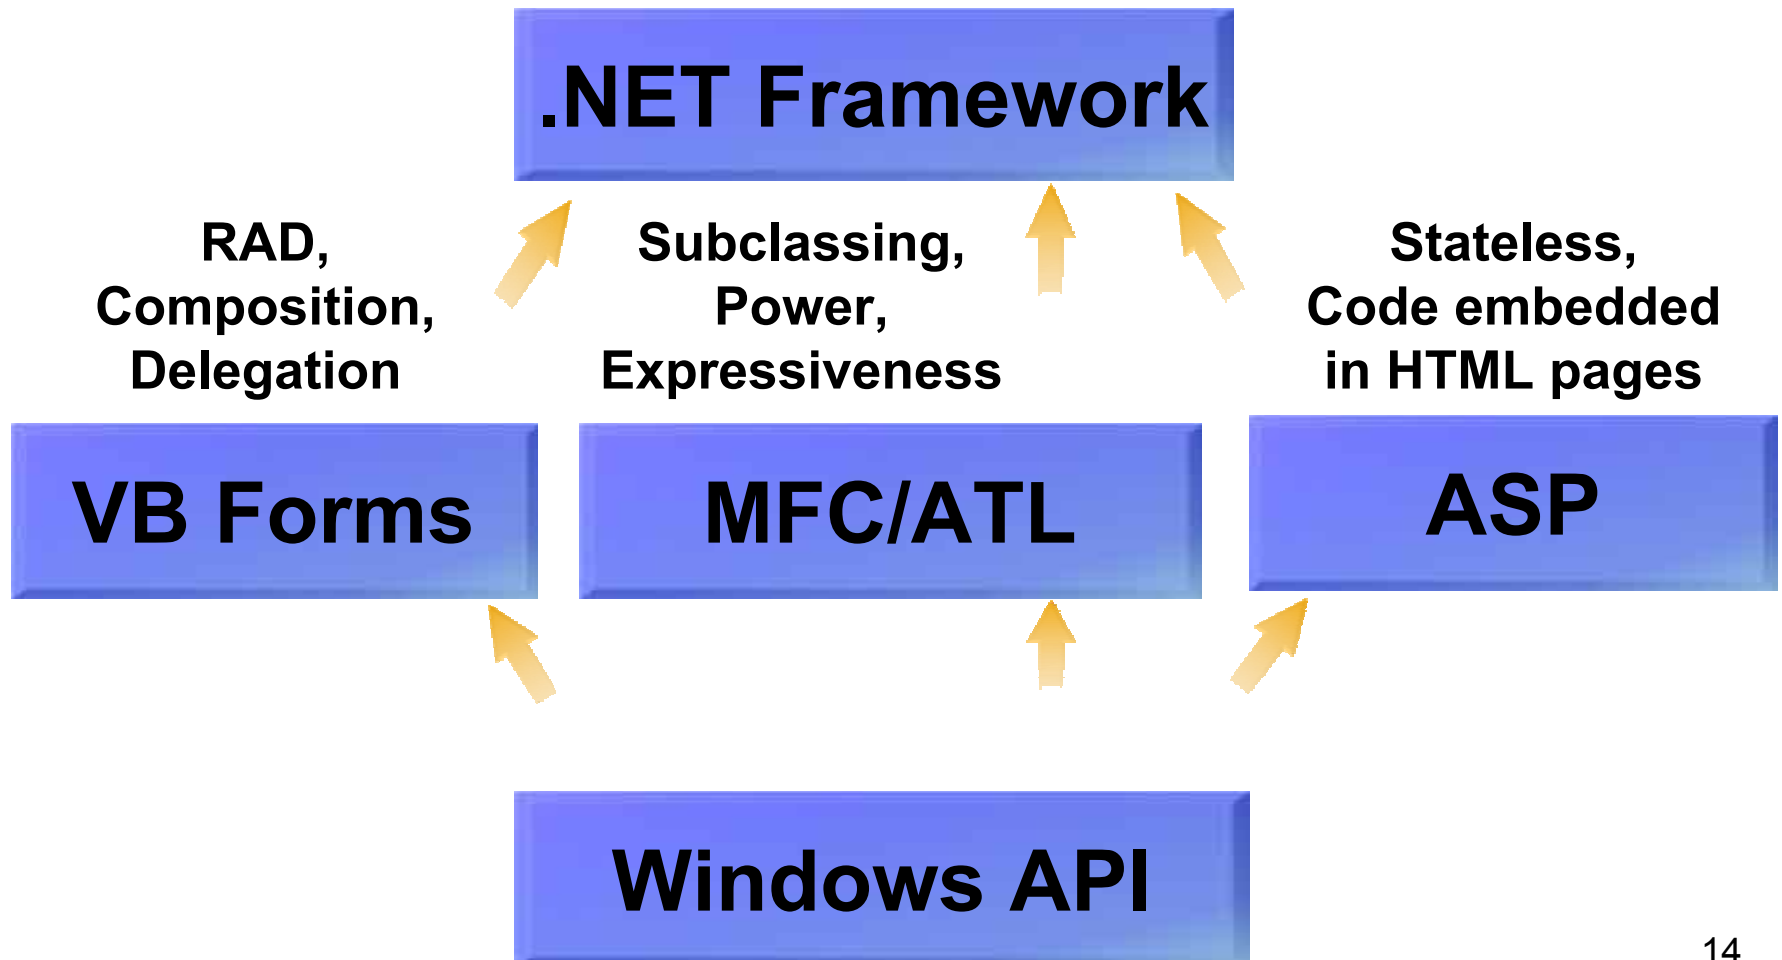 .NET Framework
RAD,
Composition,
Delegation
Subclassing,
Power,
Expressiveness
Stateless,
Code embedded
in HTML pages
VB Forms
MFC/ATL
ASP
Windows API
14